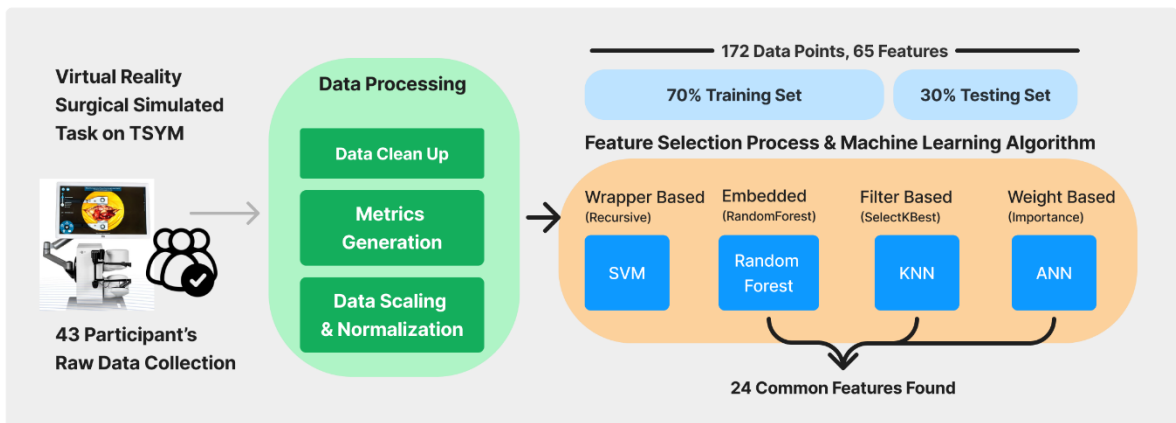 Virtual Reality
Surgical Simulated
Task on TSYM
43 Participant's
Raw Data Collection
Data Processing
Data Clean Up
Metrics
Generation
Data Scaling
& Normalization
172 Data Points, 65 Features
70% Training Set
30% Testing Set
Feature Selection Process & Machine Learning Algorithm
Wrapper Based
(Recursive)
SVM
Embedded
(RandomForest)
Random
Forest
Filter Based
(SelectKBest)
KNN
Weight Based
(Importance)
ANN
24 Common Features Found